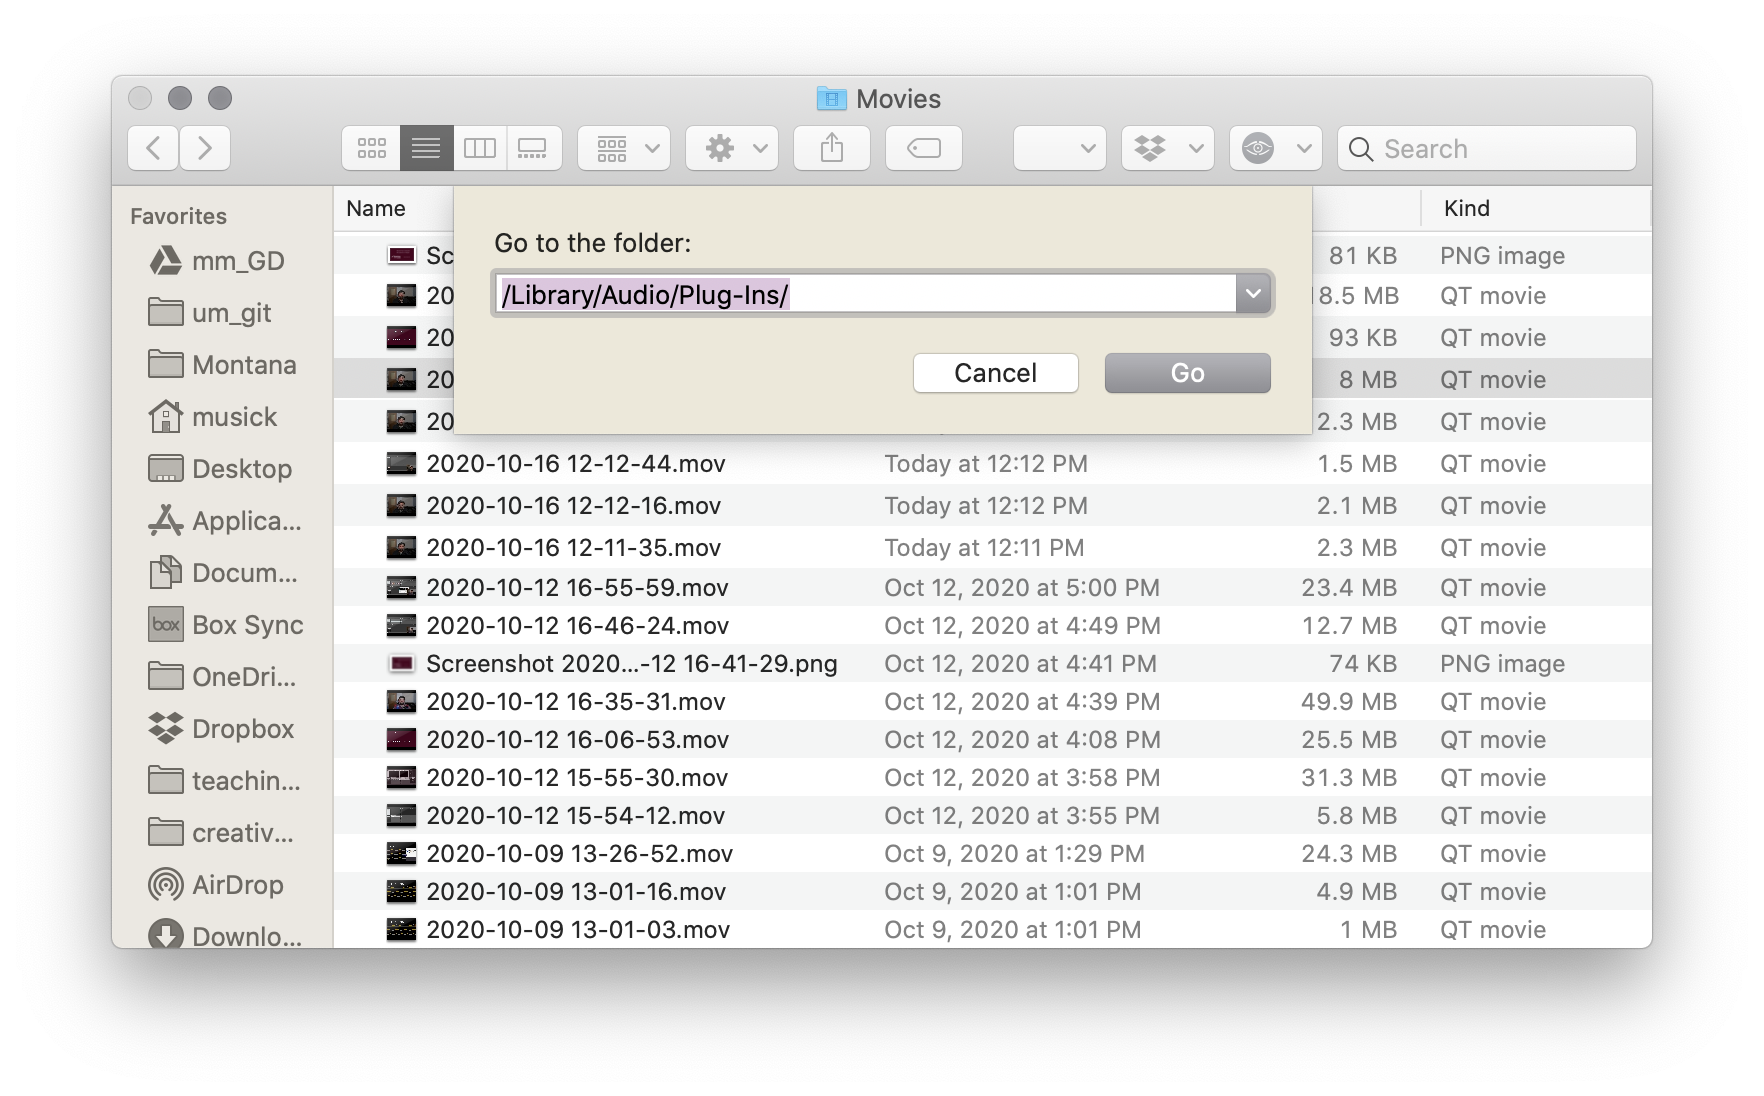 Movies
Search
Favorites
mm_GD
um_git
Montana
musick
Desktop
Applica...
Docum...
box Box Sync
OneDri...
Dropbox
teachin...
creativ...
AirDrop
Downlo...
Name Kind
Go to the folder:
/Library/Audio/Plug-Ins/
Cancel Go
Sc 81 KB PNG image
20 8.5 MB QT movie
20 93 KB QT movie
20 8 MB QT movie
20 2.3 MB QT movie
2020-10-16 12-12-44.mov Today at 12:12 PM 1.5 MB QT movie
2020-10-16 12-12-16.mov Today at 12:12 PM 2.1 MB QT movie
2020-10-16 12-11-35.mov Today at 12:11 PM 2.3 MB QT movie
2020-10-12 16-55-59.mov Oct 12, 2020 at 5:00 PM 23.4 MB QT movie
2020-10-12 16-46-24.mov Oct 12, 2020 at 4:49 PM 12.7 MB QT movie
Screenshot 2020...-12 16-41-29.png Oct 12, 2020 at 4:41 PM 74 KB PNG image
2020-10-12 16-35-31.mov Oct 12, 2020 at 4:39 PM 49.9 MB QT movie
2020-10-12 16-06-53.mov Oct 12, 2020 at 4:08 PM 25.5 MB QT movie
2020-10-12 15-55-30.mov Oct 12, 2020 at 3:58 PM 31.3 MB QT movie
2020-10-12 15-54-12.mov Oct 12, 2020 at 3:55 PM 5.8 MB QT movie
2020-10-09 13-26-52.mov Oct 9, 2020 at 1:29 PM 24.3 MB QT movie
2020-10-09 13-01-16.mov Oct 9, 2020 at 1:01 PM 4.9 MB QT movie
2020-10-09 13-01-03.mov Oct 9, 2020 at 1:01 PM 1 MB QT movie